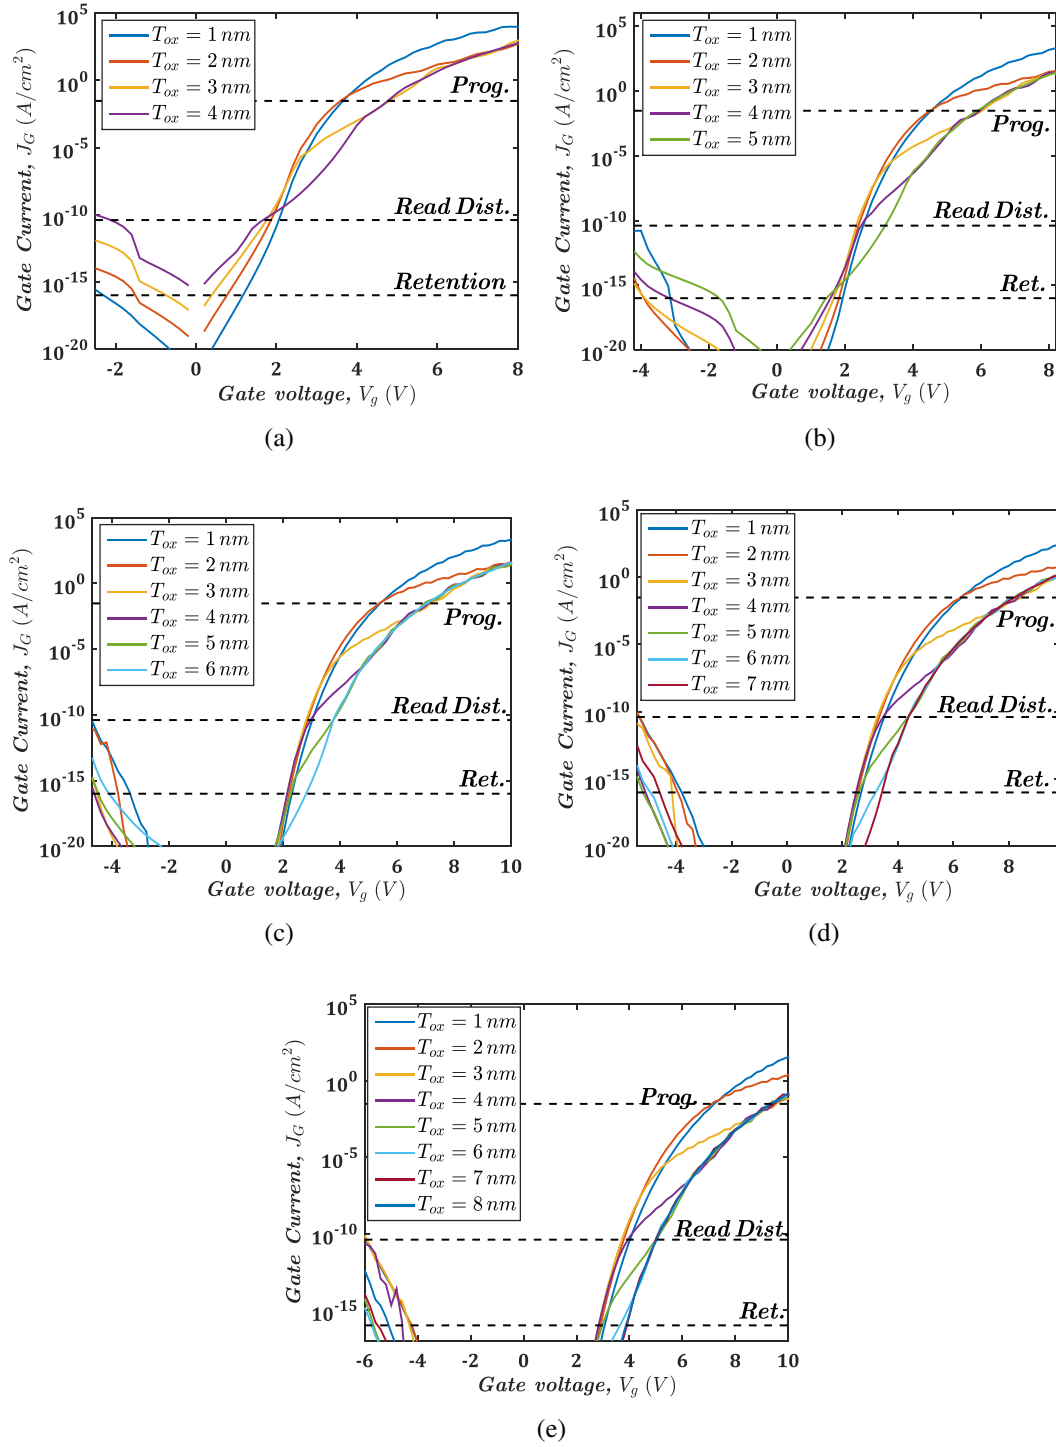 10^5
10^0
10^-5
10^-10
10^-15
10^-20
Gate Current, J_G (A/cm^2)
T_ox = 1 nm
T_ox = 2 nm
T_ox = 3 nm
T_ox = 4 nm
Prog.
Read Dist.
Retention
-2 0 2 4 6 8
Gate voltage, V_g (V)
(a)
10^5
10^0
10^-5
10^-10
10^-15
10^-20
Gate Current, J_G (A/cm^2)
T_ox = 1 nm
T_ox = 2 nm
T_ox = 3 nm
T_ox = 4 nm
T_ox = 5 nm
Prog.
Read Dist.
Ret.
-4 -2 0 2 4 6 8
Gate voltage, V_g (V)
(b)
10^5
10^0
10^-5
10^-10
10^-15
10^-20
Gate Current, J_G (A/cm^2)
T_ox = 1 nm
T_ox = 2 nm
T_ox = 3 nm
T_ox = 4 nm
T_ox = 5 nm
T_ox = 6 nm
Prog.
Read Dist.
Ret.
-4 -2 0 2 4 6 8 10
Gate voltage, V_g (V)
(c)
10^5
10^0
10^-5
10^-10
10^-15
10^-20
Gate Current, J_G (A/cm^2)
T_ox = 1 nm
T_ox = 2 nm
T_ox = 3 nm
T_ox = 4 nm
T_ox = 5 nm
T_ox = 6 nm
T_ox = 7 nm
Prog.
Read Dist.
Ret.
-4 -2 0 2 4 6 8
Gate voltage, V_g (V)
(d)
10^5
10^0
10^-5
10^-10
10^-15
Gate Current, J_G (A/cm^2)
T_ox = 1 nm
T_ox = 2 nm
T_ox = 3 nm
T_ox = 4 nm
T_ox = 5 nm
T_ox = 6 nm
T_ox = 7 nm
T_ox = 8 nm
Prog.
Read Dist.
Ret.
-6 -4 -2 0 2 4 6 8 10
Gate voltage, V_g (V)
(e)